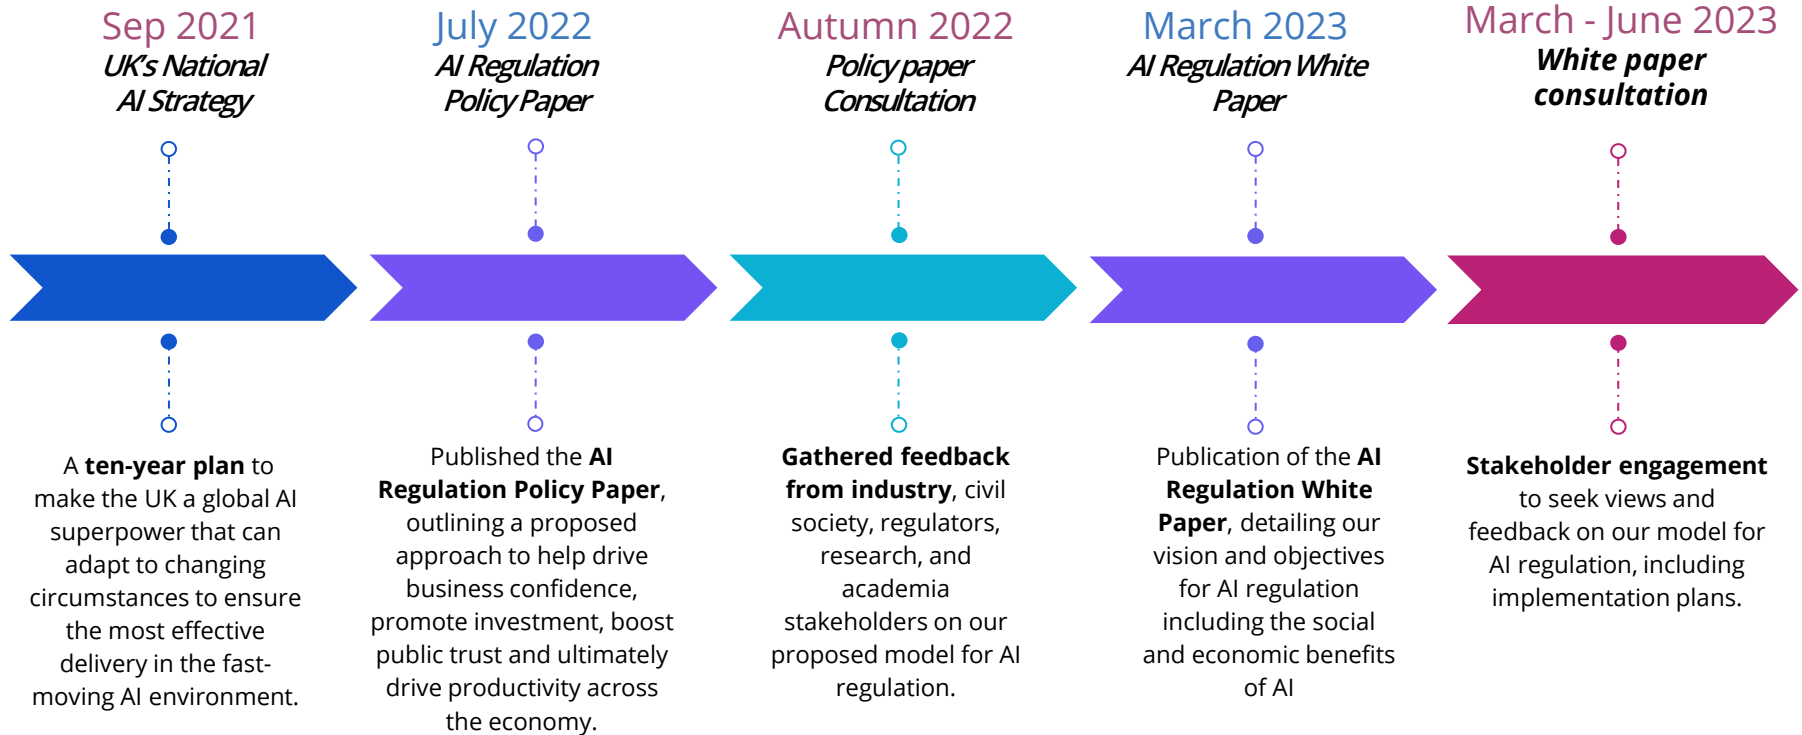 Sep 2021
UK's National
AI Strategy
A ten-year plan to
make the UK a global AI
superpower that can
adapt to changing
circumstances to ensure
the most effective
delivery in the fast-
moving AI environment.
July 2022
AI Regulation
Policy Paper
Published the AI
Regulation Policy Paper,
outlining a proposed
approach to help drive
business confidence,
promote investment, boost
public trust and ultimately
drive productivity across
the economy.
Autumn 2022
Policy paper
Consultation
Gathered feedback
from industry, civil
society, regulators,
research, and
academia
stakeholders on our
proposed model for AI
regulation.
March 2023
AI Regulation White
Paper
Publication of the AI
Regulation White
Paper, detailing our
vision and objectives
for AI regulation
including the social
and economic benefits
of AI
March - June 2023
White paper
consultation
Stakeholder engagement
to seek views and
feedback on our model for
AI regulation, including
implementation plans.